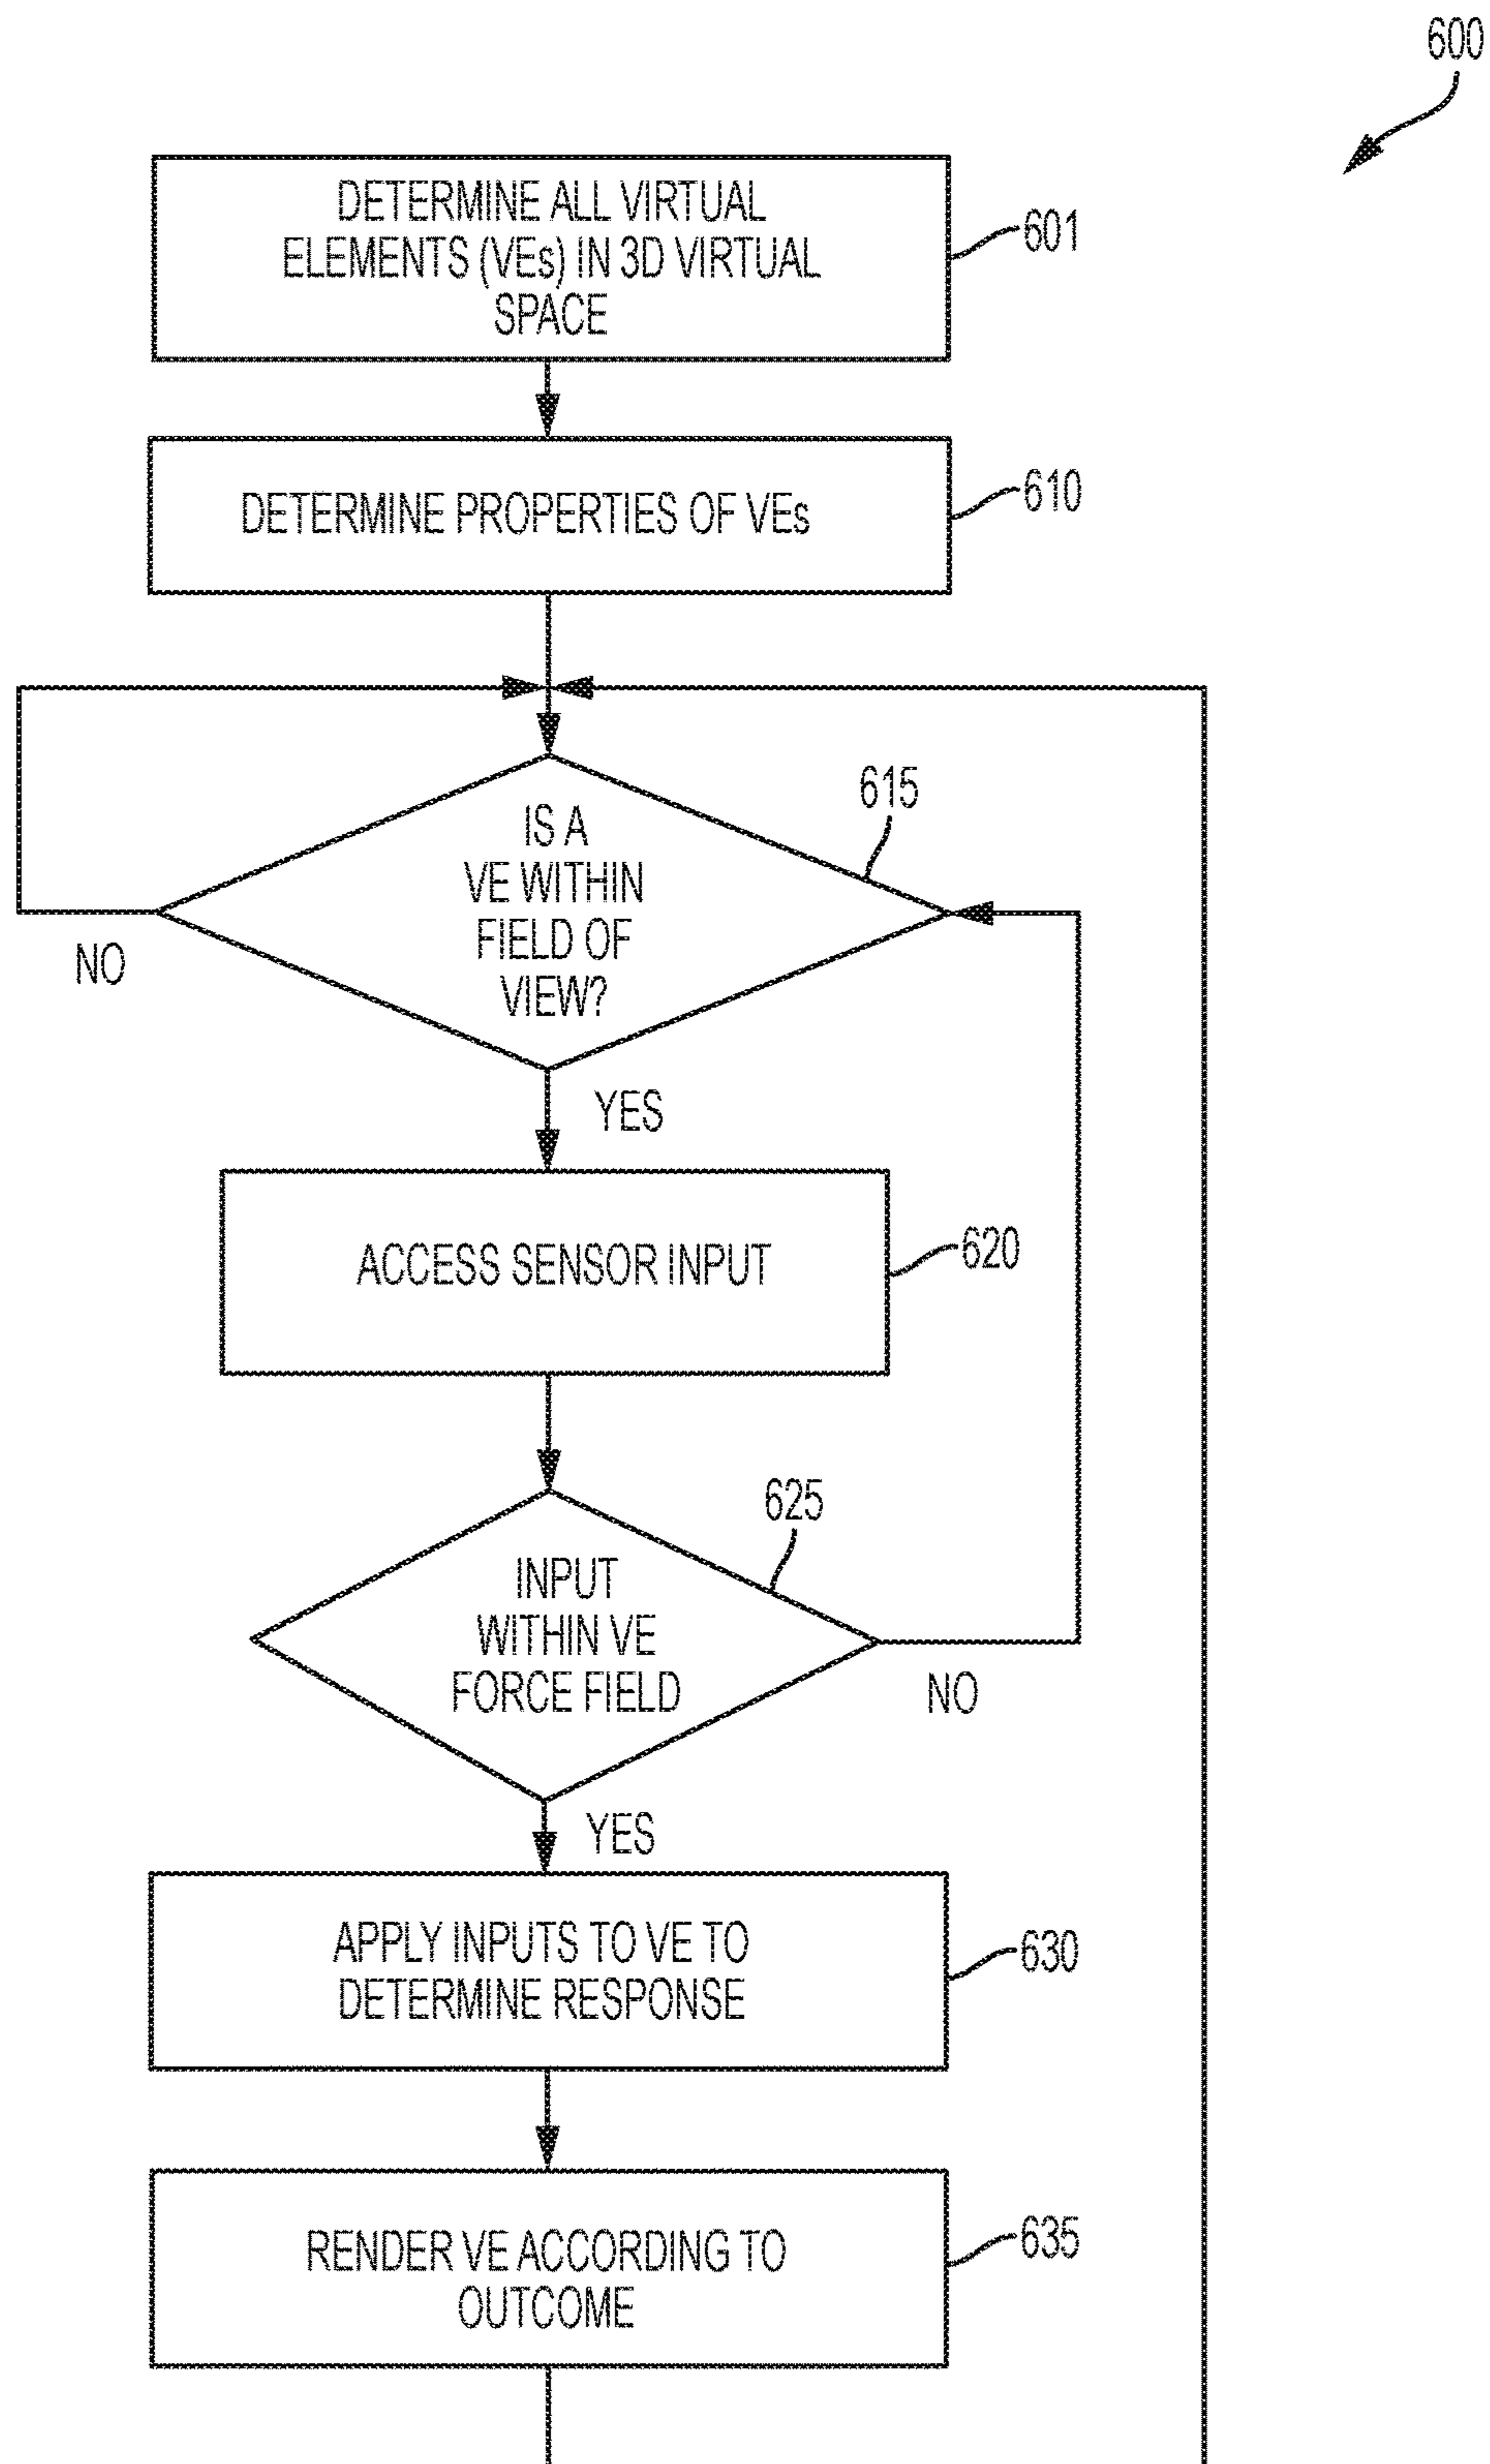 600
DETERMINE ALL VIRTUAL
ELEMENTS (VEs) IN 3D VIRTUAL
SPACE
601
DETERMINE PROPERTIES OF VEs
610
615
IS A
VE WITHIN
FIELD OF
VIEW?
NO
YES
ACCESS SENSOR INPUT
620
625
INPUT
WITHIN VE
FORCE FIELD
NO
YES
APPLY INPUTS TO VE TO
DETERMINE RESPONSE
630
RENDER VE ACCORDING TO
OUTCOME
635